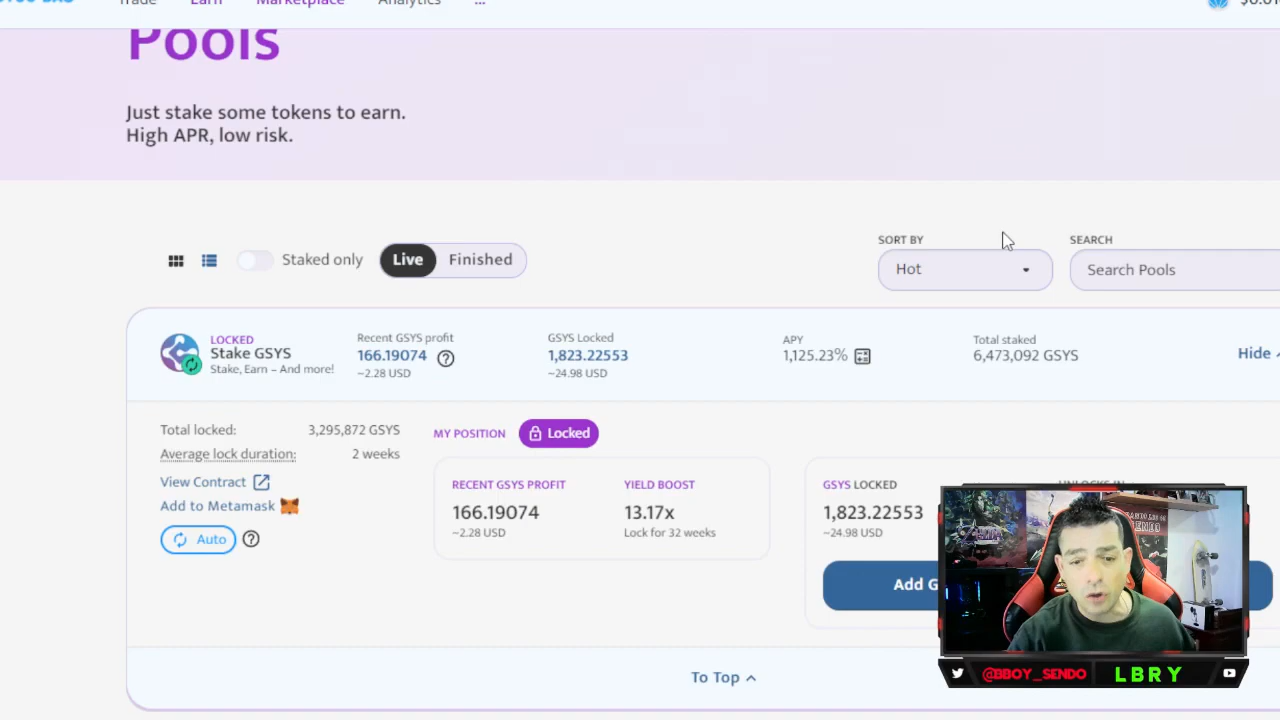 Trade Earn Marketplace Analytics ...
Pools
Just stake some tokens to earn.
High APR, low risk.
Staked only
Live Finished
SORT BY
Hot
SEARCH
Search Pools
LOCKED
Stake GSYS
Stake, Earn – And more!
Recent GSYS profit
166.19074
~2.28 USD
GSYS Locked
1,823.22553
~24.98 USD
APY
1,125.23%
Total staked
6,473,092 GSYS
Hide
Total locked: 3,295,872 GSYS
Average lock duration: 2 weeks
View Contract
Add to Metamask
Auto
MY POSITION Locked
RECENT GSYS PROFIT
166.19074
~2.28 USD
YIELD BOOST
13.17x
Lock for 32 weeks
GSYS LOCKED
1,823.22553
~24.98 USD
UNLOCKS IN
Add G
To Top
@BBOY_SENDO LBRY